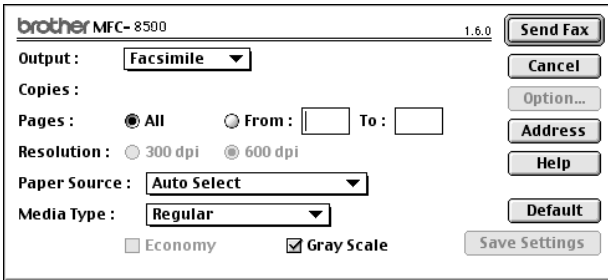 brother MFC- 8500 1.6.0 Send Fax
Output : Facsimile Cancel
Copies : Option...
Pages : All From : To : Address
Resolution : 300 dpi 600 dpi Help
Paper Source : Auto Select
Media Type : Regular Default
Economy Gray Scale Save Settings